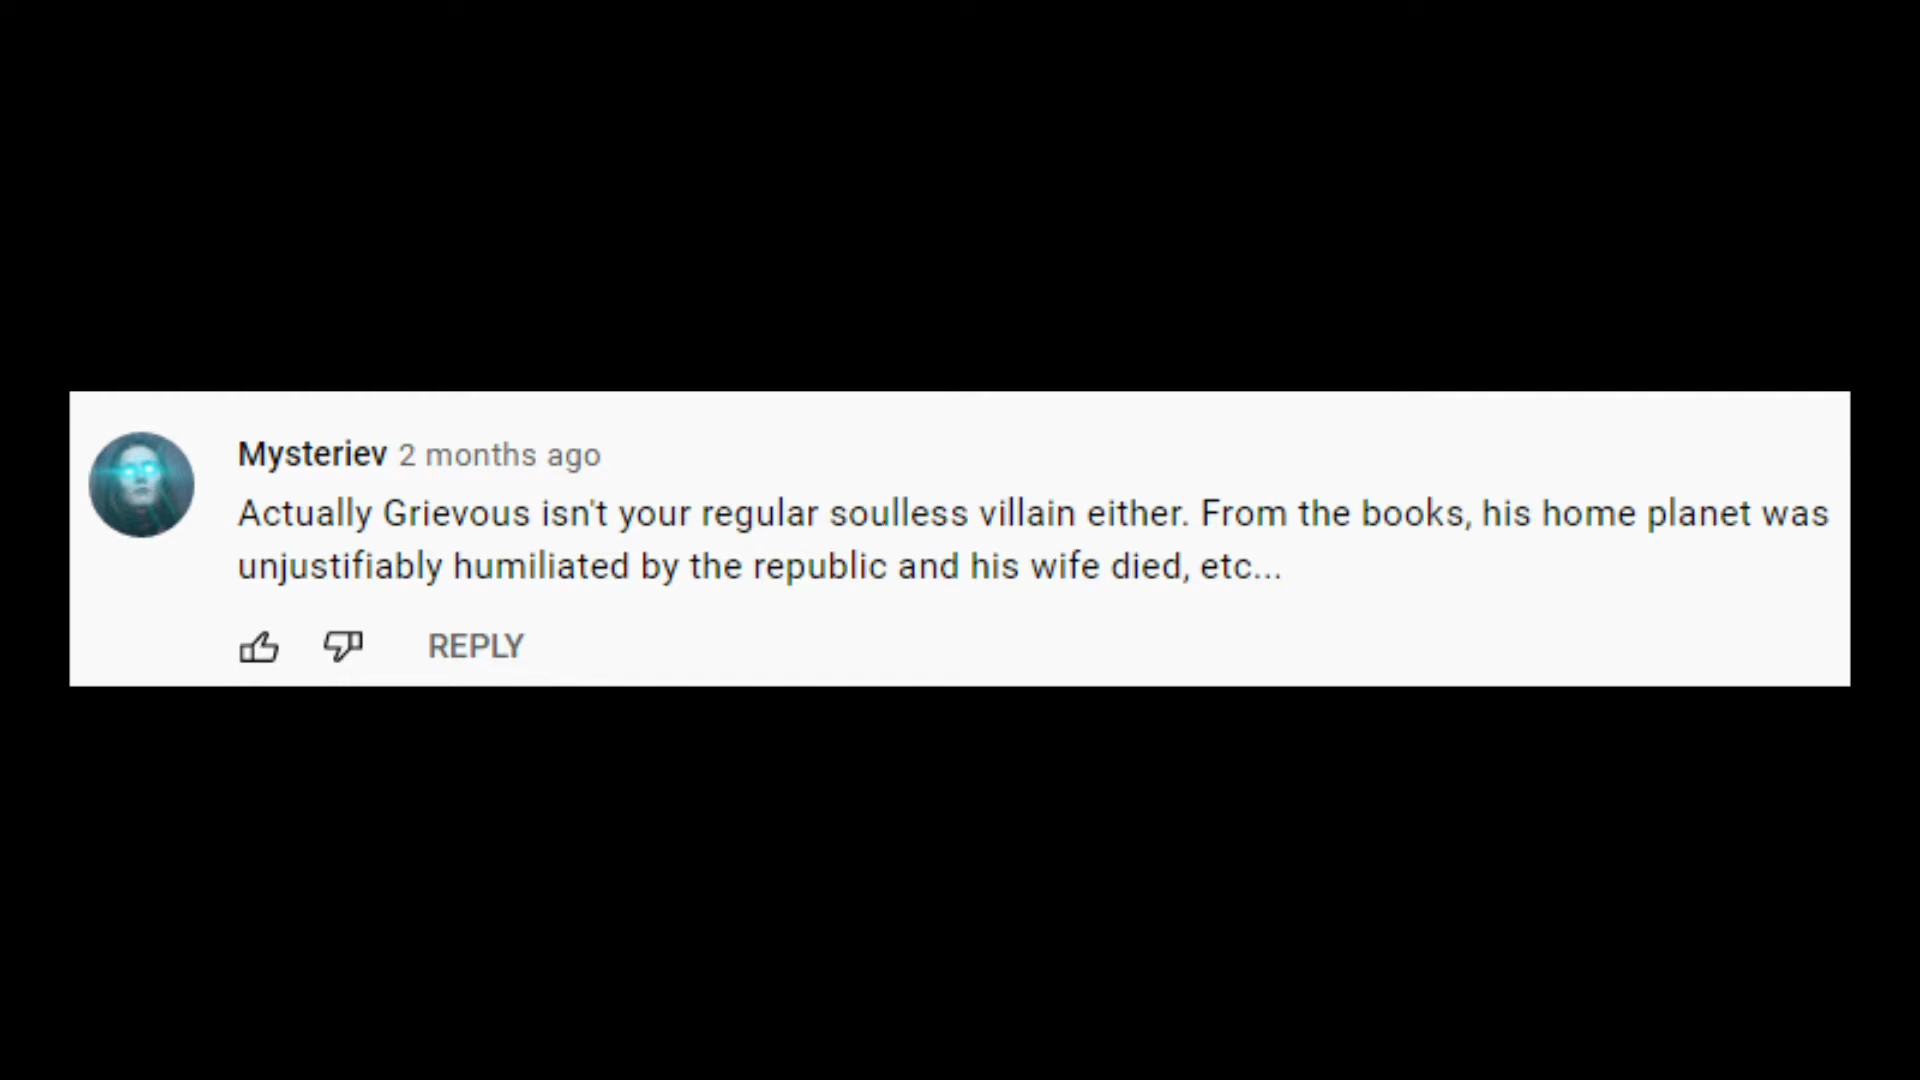 Mysteriev 2 months ago
Actually Grievous isn't your regular soulless villain either. From the books, his home planet was
unjustifiably humiliated by the republic and his wife died, etc...
REPLY